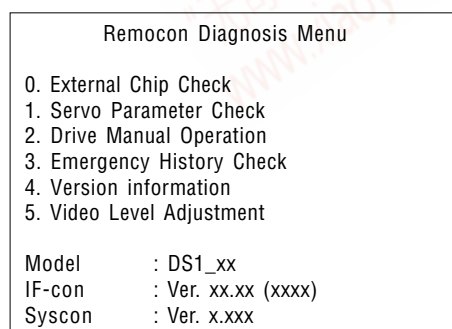 Remocon Diagnosis Menu
0. External Chip Check
1. Servo Parameter Check
2. Drive Manual Operation
3. Emergency History Check
4. Version information
5. Video Level Adjustment
Model : DS1_xx
IF-con : Ver. xx.xx (xxxx)
Syscon : Ver. x.xxx